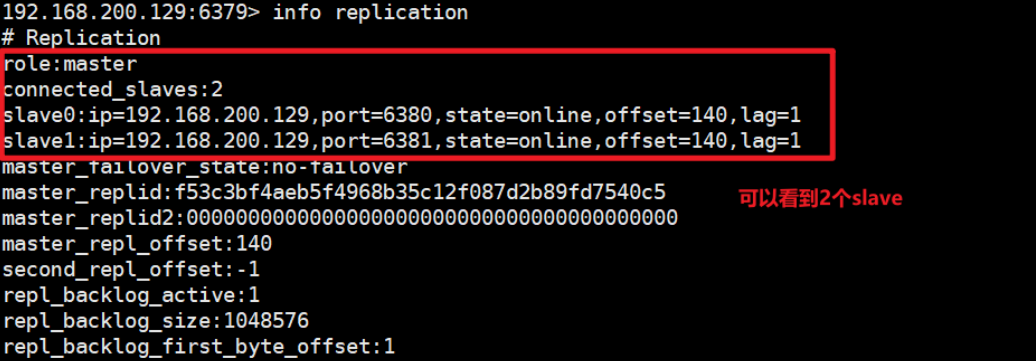 192.168.200.129:6379> info replication
# Replication
role:master
connected_slaves:2
slave0:ip=192.168.200.129,port=6380,state=online,offset=140,lag=1
slave1:ip=192.168.200.129,port=6381,state=online,offset=140,lag=1
master_failover_state:no-failover
master_replid:f53c3bf4aeb5f4968b35c12f087d2b89fd7540c5
可以看到2个slave
master_replid2:0000000000000000000000000000000000000000
master_repl_offset:140
second_repl_offset:-1
repl_backlog_active:1
repl_backlog_size:1048576
repl_backlog_first_byte_offset:1